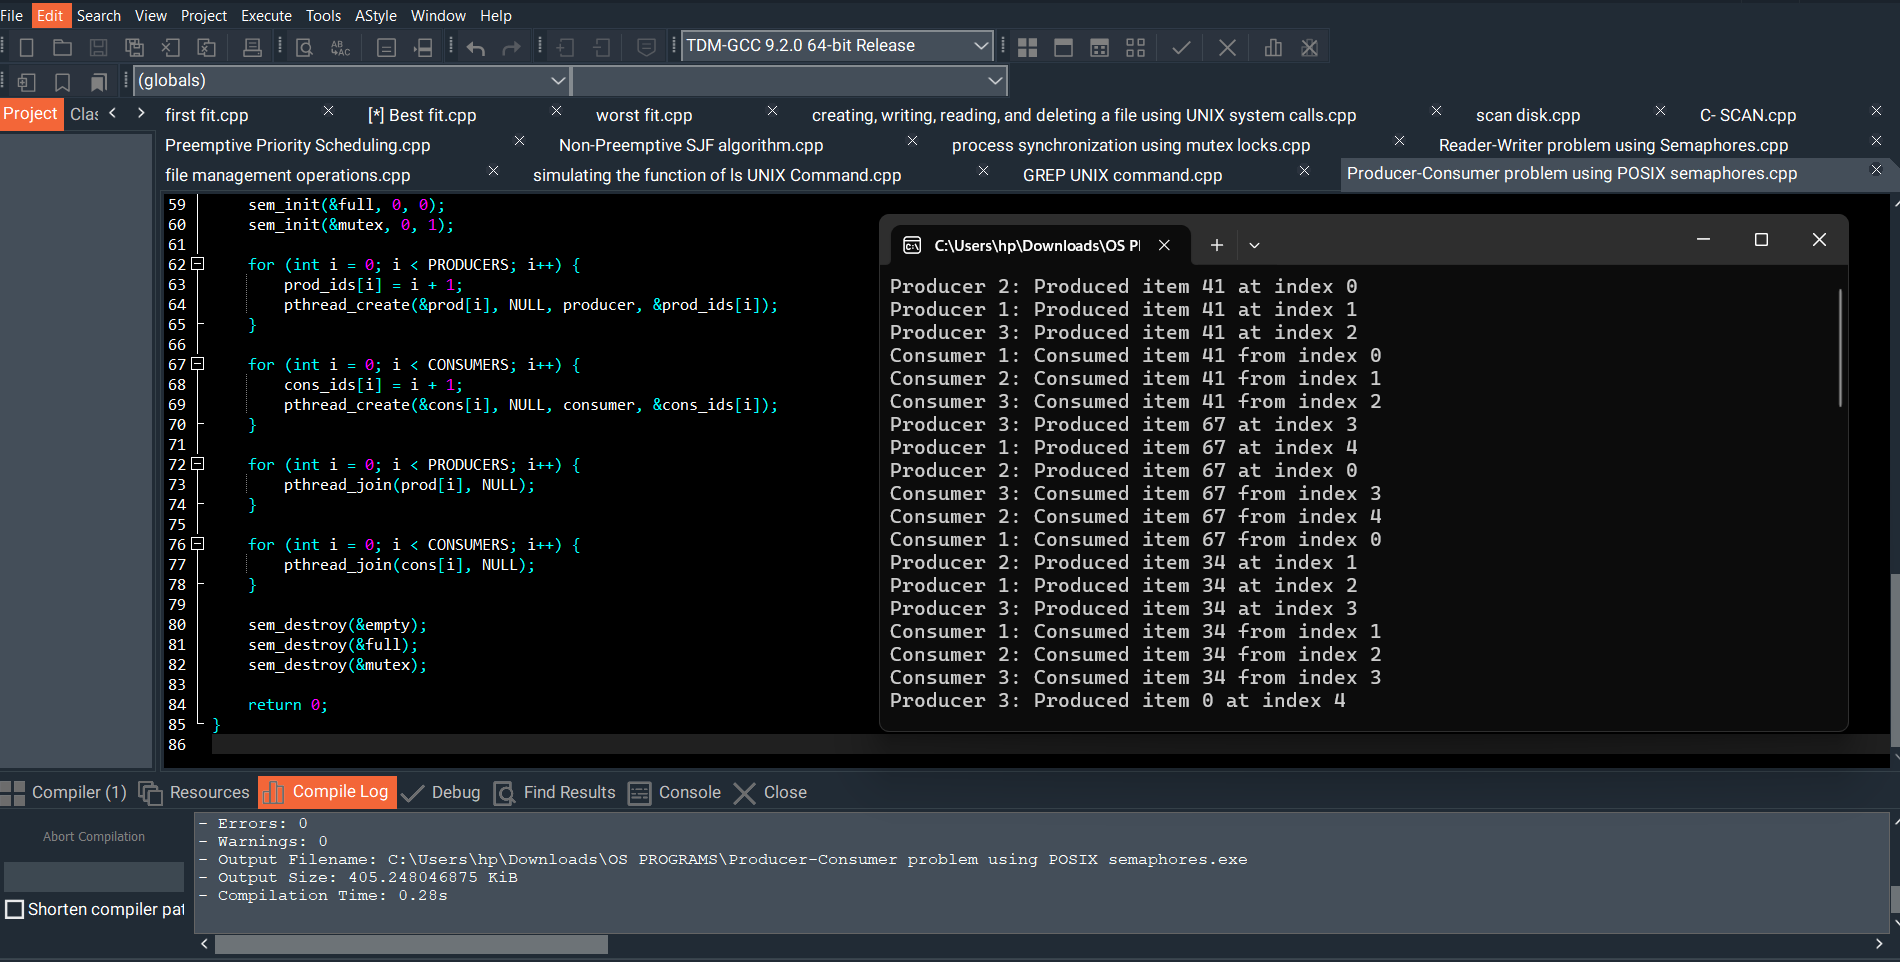 File Edit Search View Project Execute Tools AStyle Window Help
TDM-GCC 9.2.0 64-bit Release
(globals)
Project Clas
first fit.cpp [*] Best fit.cpp worst fit.cpp creating, writing, reading, and deleting a file using UNIX system calls.cpp scan disk.cpp C- SCAN.cpp
Preemptive Priority Scheduling.cpp Non-Preemptive SJF algorithm.cpp process synchronization using mutex locks.cpp Reader-Writer problem using Semaphores.cpp
file management operations.cpp simulating the function of ls UNIX Command.cpp GREP UNIX command.cpp Producer-Consumer problem using POSIX semaphores.cpp
59 sem_init(&full, 0, 0);
60 sem_init(&mutex, 0, 1);
61
62 for (int i = 0; i < PRODUCERS; i++) {
63 prod_ids[i] = i + 1;
64 pthread_create(&prod[i], NULL, producer, &prod_ids[i]);
65 }
66
67 for (int i = 0; i < CONSUMERS; i++) {
68 cons_ids[i] = i + 1;
69 pthread_create(&cons[i], NULL, consumer, &cons_ids[i]);
70 }
71
72 for (int i = 0; i < PRODUCERS; i++) {
73 pthread_join(prod[i], NULL);
74 }
75
76 for (int i = 0; i < CONSUMERS; i++) {
77 pthread_join(cons[i], NULL);
78 }
79
80 sem_destroy(&empty);
81 sem_destroy(&full);
82 sem_destroy(&mutex);
83
84 return 0;
85 }
86
C:\Users\hp\Downloads\OS P
Producer 2: Produced item 41 at index 0
Producer 1: Produced item 41 at index 1
Producer 3: Produced item 41 at index 2
Consumer 1: Consumed item 41 from index 0
Consumer 2: Consumed item 41 from index 1
Consumer 3: Consumed item 41 from index 2
Producer 3: Produced item 67 at index 3
Producer 1: Produced item 67 at index 4
Producer 2: Produced item 67 at index 0
Consumer 3: Consumed item 67 from index 3
Consumer 2: Consumed item 67 from index 4
Consumer 1: Consumed item 67 from index 0
Producer 2: Produced item 34 at index 1
Producer 1: Produced item 34 at index 2
Producer 3: Produced item 34 at index 3
Consumer 1: Consumed item 34 from index 1
Consumer 2: Consumed item 34 from index 2
Consumer 3: Consumed item 34 from index 3
Producer 3: Produced item 0 at index 4
Compiler (1) Resources Compile Log Debug Find Results Console Close
Abort Compilation
Shorten compiler pat
- Errors: 0
- Warnings: 0
- Output Filename: C:\Users\hp\Downloads\OS PROGRAMS\Producer-Consumer problem using POSIX semaphores.exe
- Output Size: 405.248046875 KiB
- Compilation Time: 0.28s